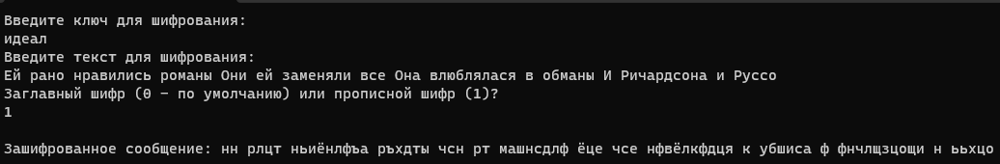 Введите ключ для шифрования:
идеал
Введите текст для шифрования:
Ей рано нравились романы Они ей заменяли все Она влюблялася в обманы И Ричардсона и Руссо
Заглавный шифр (0 - по умолчанию) или прописной шифр (1)?
1
Зашифрованное сообщение: нн рлцт ньиёнлфъа ръхдты чсн рт машнсдлф ёце чсе нфвёлкфдця к убшиса ф фнчлщзцощи н ььхцо